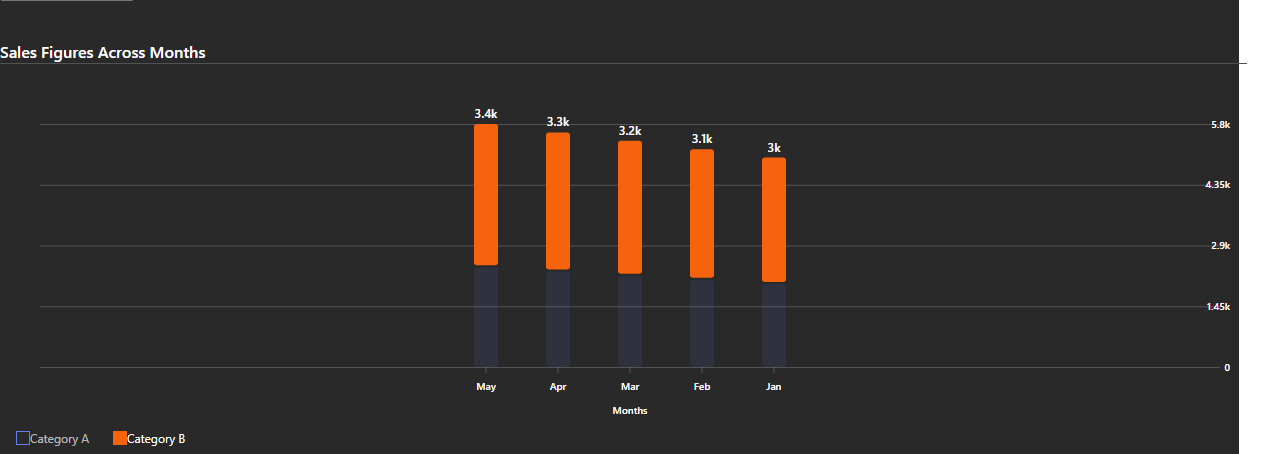 Sales Figures Across Months
3.4k
3.3k
3.2k
3.1k
3k
5.8k
4.35k
2.9k
1.45k
0
May Apr Mar Feb Jan
Months
Category A Category B